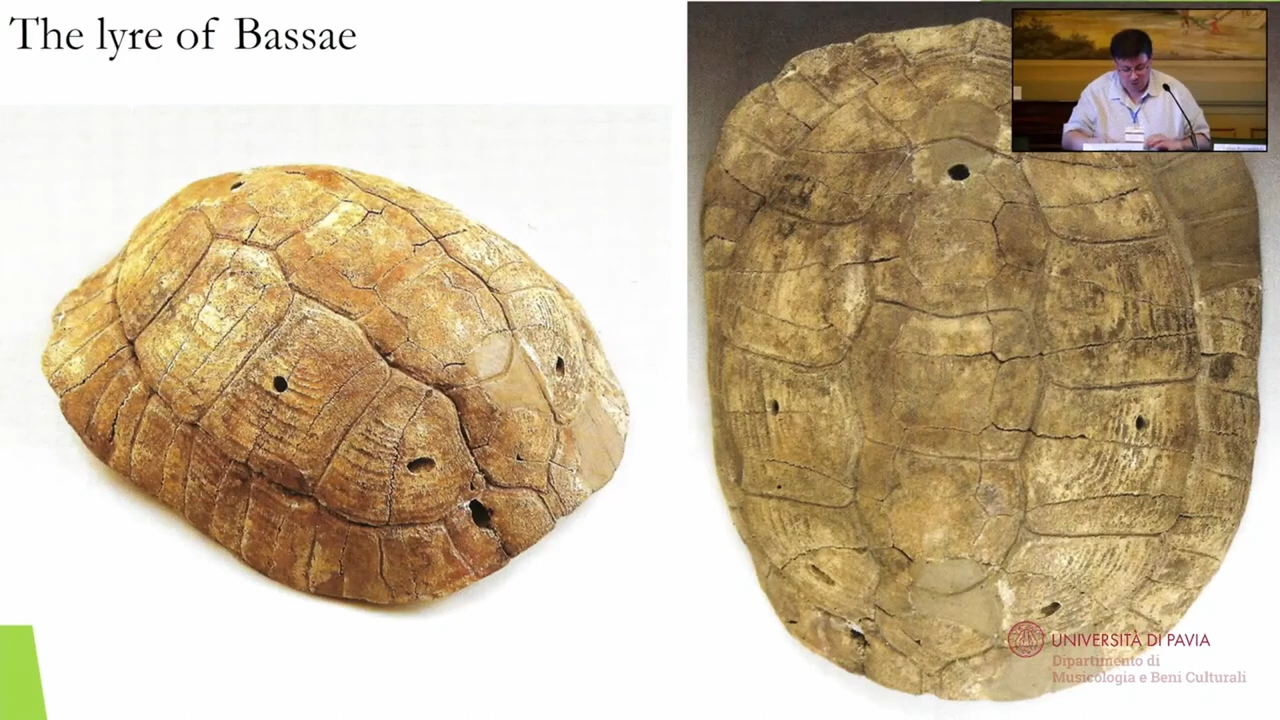 The lyre of Bassae
UNIVERSITÀ DI PAVIA
Dipartimento di
Musicologia e Beni Culturali